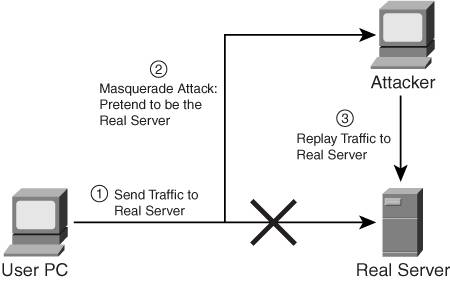 ②
Masquerade Attack:
Pretend to be the
Real Server
Attacker
③
Replay Traffic to
Real Server
① Send Traffic to
Real Server
User PC
Real Server